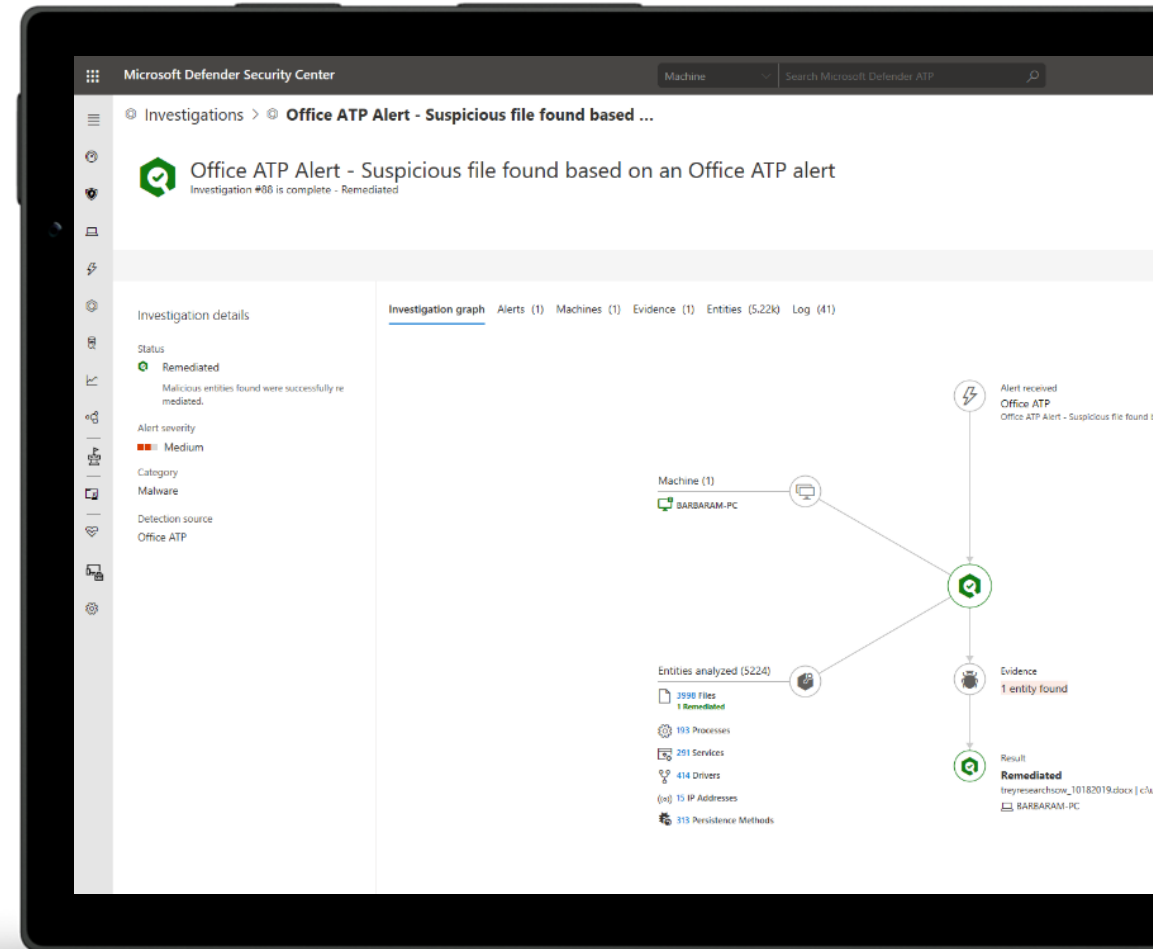 Microsoft Defender Security Center
Machine
Search Microsoft Defender ATP
Investigations > Office ATP Alert - Suspicious file found based ...
Office ATP Alert - Suspicious file found based on an Office ATP alert
Investigation #88 is complete - Remediated
Investigation details
Status
Remediated
Malicious entities found were successfully re
mediated.
Alert severity
Medium
Category
Malware
Detection source
Office ATP
Investigation graph Alerts (1) Machines (1) Evidence (1) Entities (5.22k) Log (41)
Alert received
Office ATP
Office ATP Alert - Suspicious file found
Machine (1)
BARBARAM-PC
Entities analyzed (5224)
3998 Files
1 Remediated
193 Processes
291 Services
414 Drivers
15 IP Addresses
313 Persistence Methods
Evidence
1 entity found
Result
Remediated
treyresearchsow_10182019.docx |
BARBARAM-PC